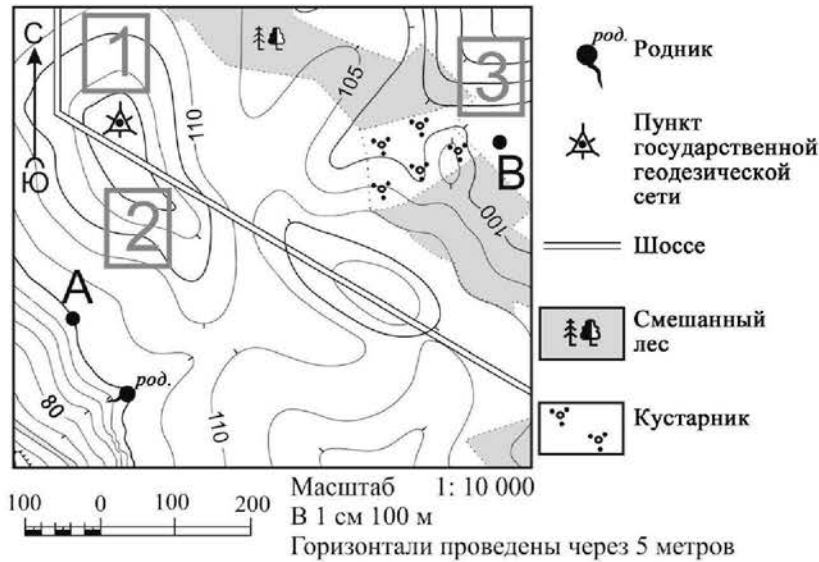 С
Ю
1
2
3
110
105
100
110
80
А
В
род.
род.
Родник
Пункт
государственной
геодезической
сети
Шоссе
Смешанный
лес
Кустарник
100 0 100 200
Масштаб 1: 10 000
В 1 см 100 м
Горизонтали проведены через 5 метров